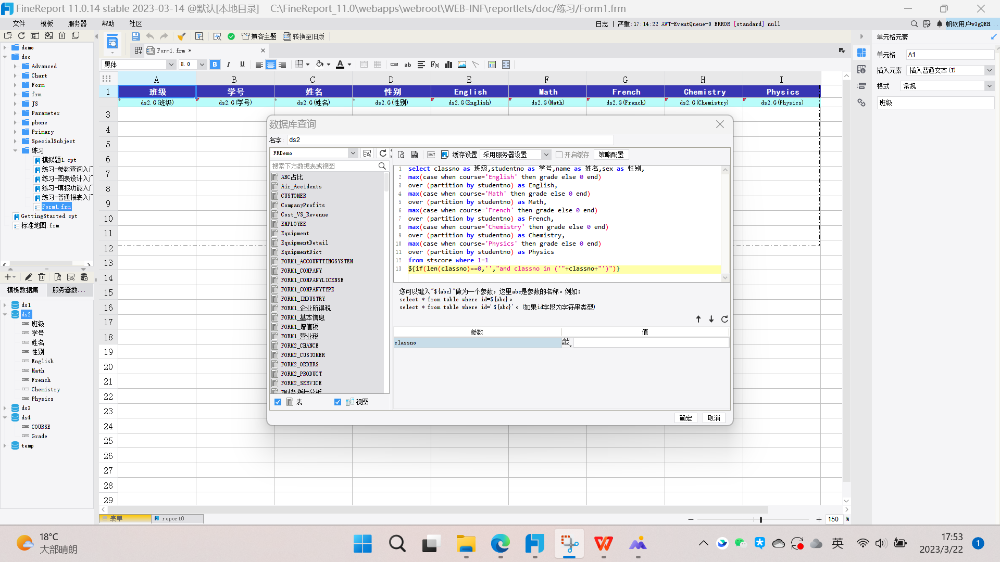 FineReport 11.0.14 stable 2023-03-14 @默认[本地目录] C:\FineReport_11.0\webapps\webroot\WEB-INF\reportlets/doc/练习/Form1.frm
文件 模板 服务器 帮助 社区
日志 | 严重:17:14:22 AWT-EventQueue-0 ERROR [standard] null
帆软用户w3gQEH...
兼容主题 转换至旧版
Form1.frm *
黑体 8.0 B I U ab F(x)
demo
doc
Advanced
Chart
Form
frm
JS
Parameter
phone
Primary
SpecialSubject
练习
模拟题1.cpt
练习-参数查询入门
练习-图表设计入门
练习-填报功能入门
练习-普通报表入门
Form1.frm
GettingStarted.cpt
标准地图.frm
模板数据集 服务器数...
ds1
ds2
班级
学号
姓名
性别
English
Math
French
Chemistry
Physics
ds3
ds4
COURSE
Grade
temp
A B C D E F G H I
1 班级 学号 姓名 性别 English Math French Chemistry Physics
ds2.G(班级) ds2.G(学号) ds2.G(姓名) ds2.G(性别) ds2.G(English) ds2.G(Math) ds2.G(French) ds2.G(Chemistry) ds2.G(Physics)
3
4
5
6
7
8
9
10
11
12
13
14
15
16
17
18
19
20
21
22
23
24
25
26
27
28
29
数据库查询
名字: ds2
FRDemo
搜索下方数据表或视图
ABC占比
Air_Accidents
CUSTOMER
CompanyProfits
Cost_VS_Revenue
EMPLOYEE
Equipment
EquipmentDetail
EquipmentDict
FORM1_ACCOUNTTINGSYSTEM
FORM1_COMPANY
FORM1_COMPANYLICENSE
FORM1_COMPANYTYPE
FORM1_INDUSTRY
FORM1_企业所得税
FORM1_基本信息
FORM1_增值税
FORM1_营业税
FORM2_CHANCE
FORM2_CUSTOMER
FORM2_ORDERS
FORM2_PRODUCT
FORM2_SERVICE
F财务指标分析
表 视图
缓存设置 采用服务器设置 开启缓存 策略配置
1 select classno as 班级,studentno as 学号,name as 姓名,sex as 性别,
2 max(case when course='English' then grade else 0 end)
3 over (partition by studentno) as English,
4 max(case when course='Math' then grade else 0 end)
5 over (partition by studentno) as Math,
6 max(case when course='French' then grade else 0 end)
7 over (partition by studentno) as French,
8 max(case when course='Chemistry' then grade else 0 end)
9 over (partition by studentno) as Chemistry,
10 max(case when course='Physics' then grade else 0 end)
11 over (partition by studentno) as Physics
12 from stscore where 1=1
13 ${if(len(classno)==0,'',"and classno in ('"+classno+"')")}
您可以键入"${abc}"做为一个参数，这里abc是参数的名称。例如：
select * from table where id=${abc}。
select * from table where id='${abc}'。(如果id字段为字符串类型)
参数 值
classno ABC
确定 取消
单元格元素
单元格 A1
插入元素 插入普通文本(T)
格式 常规
班级
表单 report0
150 %
18°C
大部晴朗
英
17:53
2023/3/22
1